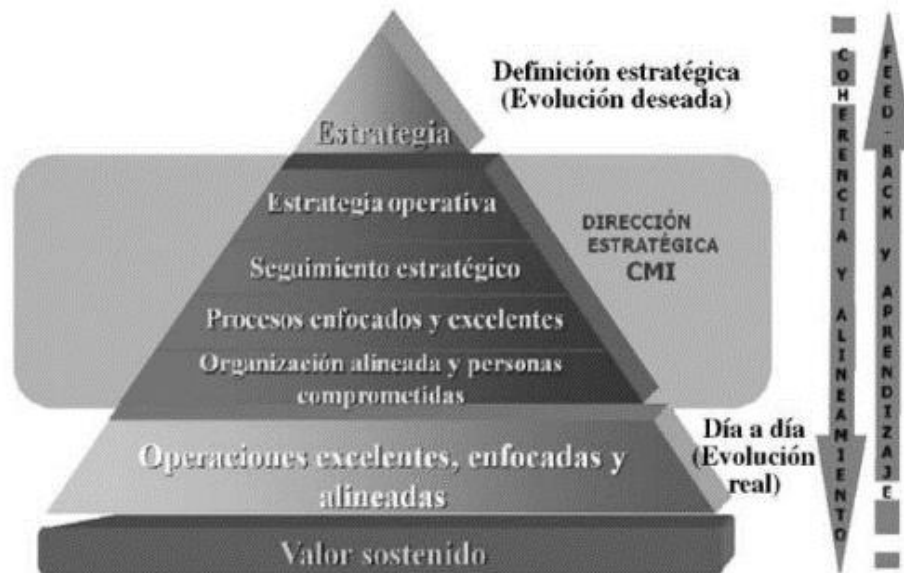 Definición estratégica
(Evolución deseada)
Estrategia
Estrategia operativa
DIRECCIÓN
ESTRATÉGICA
CMI
Seguimiento estratégico
Procesos enfocados y excelentes
Organización alineada y personas
comprometidas
Día a día
(Evolución
real)
Operaciones excelentes, enfocadas y
alineadas
Valor sostenido
COHERENCIA Y ALINEAMIENTO
FEED-BACK Y APRENDIZAJE